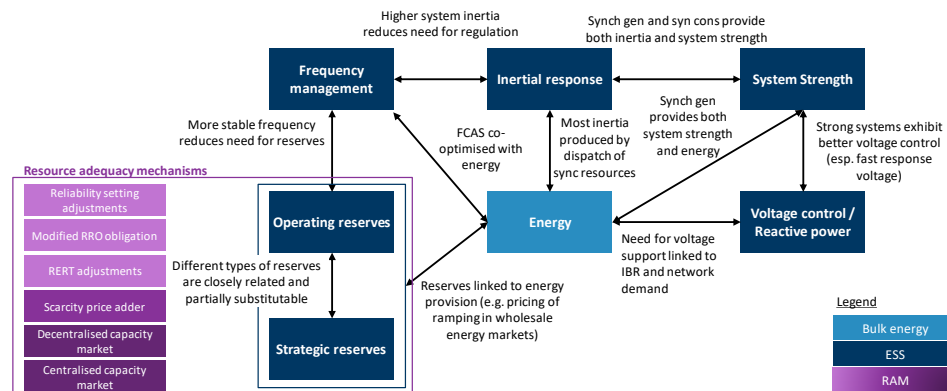 Higher system inertia
reduces need for regulation
Synch gen and syn cons provide
both inertia and system strength
Frequency
management
Inertial response
System Strength
More stable frequency
reduces need for reserves
FCAS co-
optimised with
energy
Most inertia
produced by
dispatch of
sync resources
Synch gen
provides both
system strength
and energy
Strong systems exhibit
better voltage control
(esp. fast response
voltage)
Resource adequacy mechanisms
Reliability setting
adjustments
Modified RRO obligation
RERT adjustments
Scarcity price adder
Decentralised capacity
market
Centralised capacity
market
Operating reserves
Different types of reserves
are closely related and
partially substitutable
Strategic reserves
Energy
Voltage control /
Reactive power
Reserves linked to energy
provision (e.g. pricing of
ramping in wholesale
energy markets)
Need for voltage
support linked to
IBR and network
demand
Legend
Bulk energy
ESS
RAM